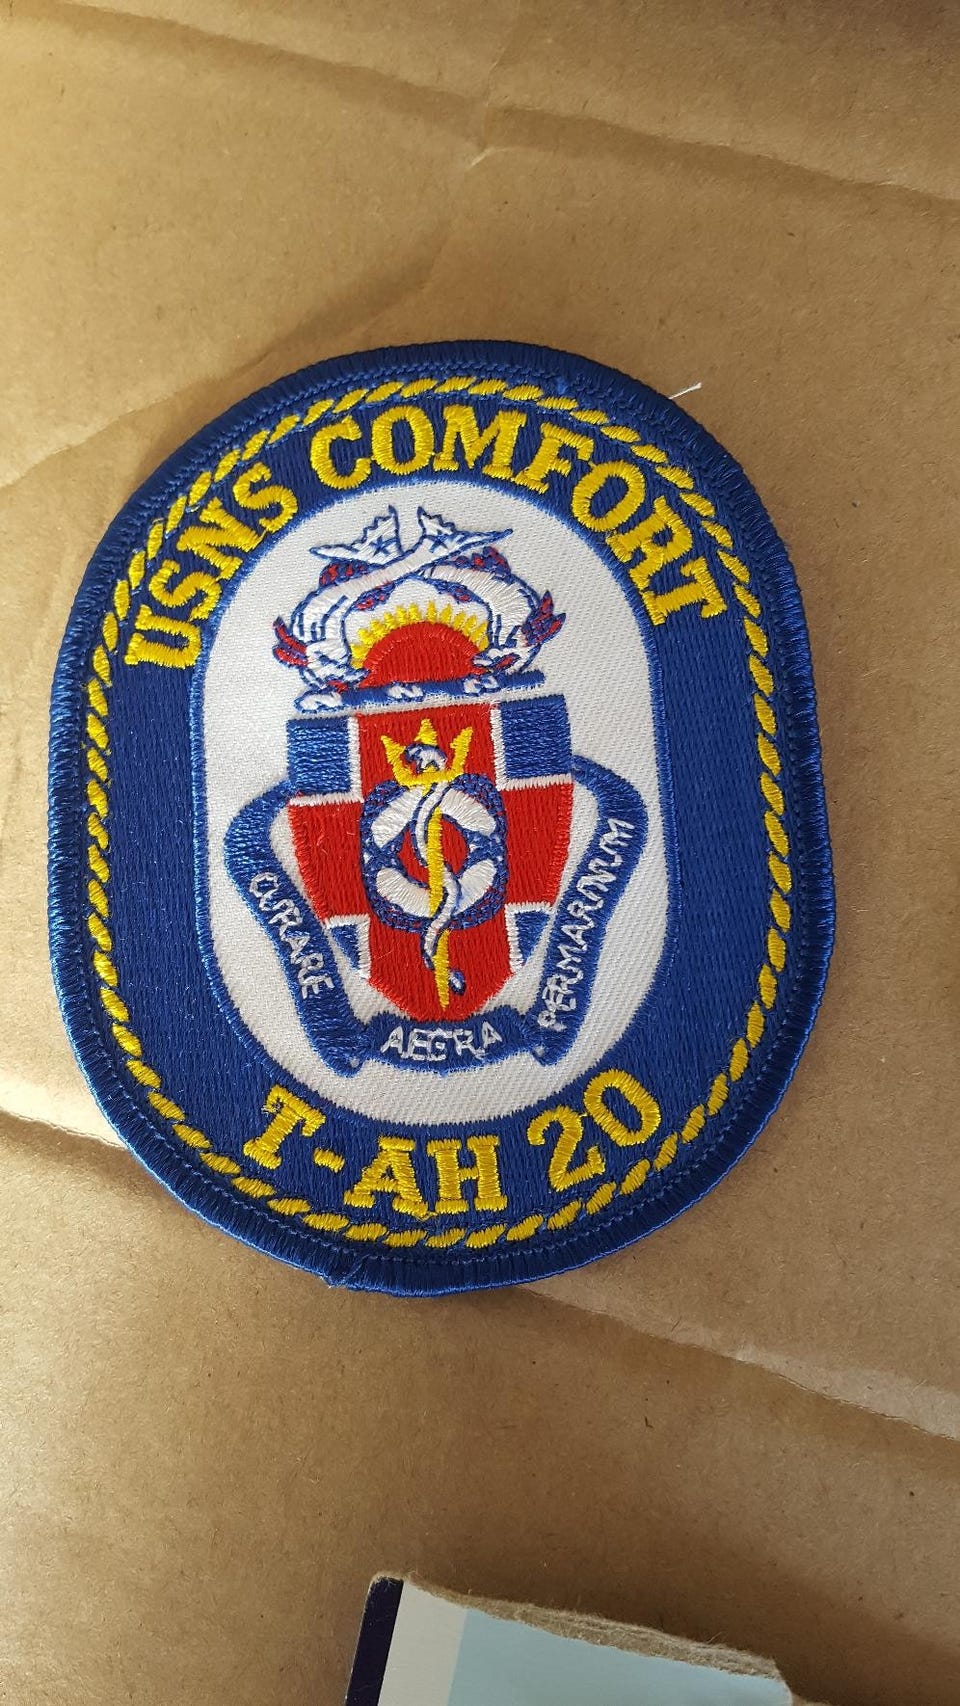 USNS COMFORT
CURARE AEGRA PERMARINUM
T-AH 20